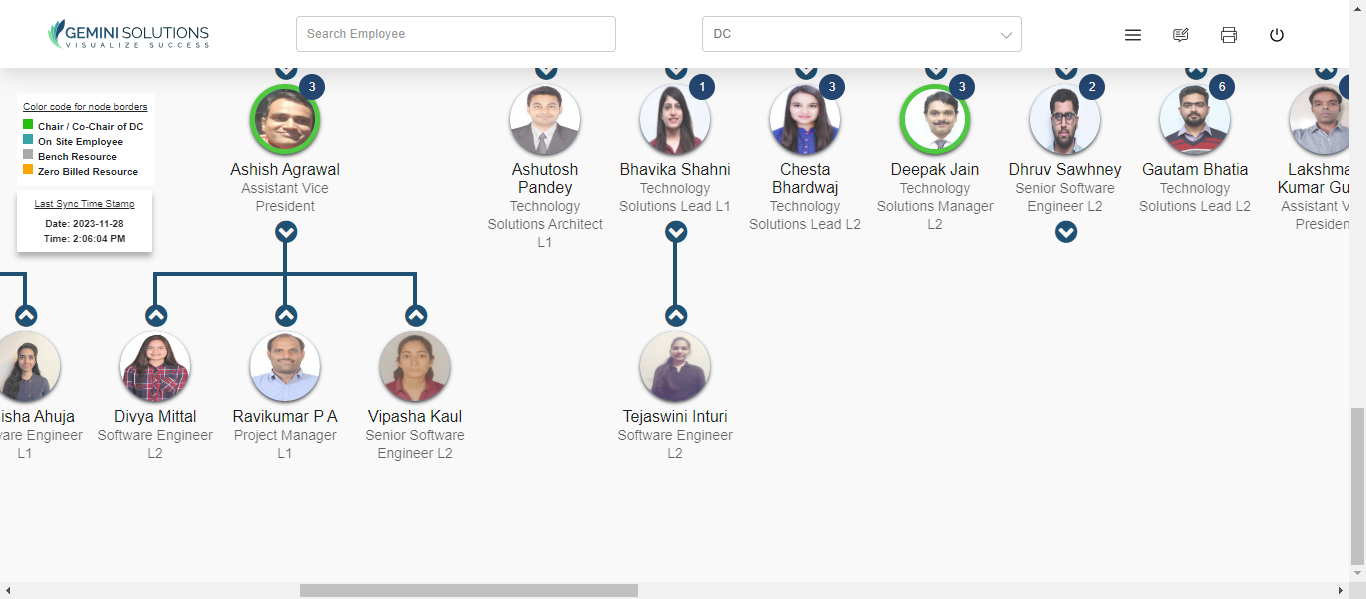 GEMINI SOLUTIONS
VISUALIZE SUCCESS
Search Employee
DC
Color code for node borders
Chair / Co-Chair of DC
On Site Employee
Bench Resource
Zero Billed Resource
Last Sync Time Stamp
Date: 2023-11-28
Time: 2:06:04 PM
3
Ashish Agrawal
Assistant Vice
President
Ashutosh
Pandey
Technology
Solutions Architect
L1
1
Bhavika Shahni
Technology
Solutions Lead L1
3
Chesta
Bhardwaj
Technology
Solutions Lead L2
3
Deepak Jain
Technology
Solutions Manager
L2
2
Dhruv Sawhney
Senior Software
Engineer L2
6
Gautam Bhatia
Technology
Solutions Lead L2
Lakshma
Kumar Gu
Assistant V
Presiden
isha Ahuja
vare Engineer
L1
Divya Mittal
Software Engineer
L2
Ravikumar P A
Project Manager
L1
Vipasha Kaul
Senior Software
Engineer L2
Tejaswini Inturi
Software Engineer
L2